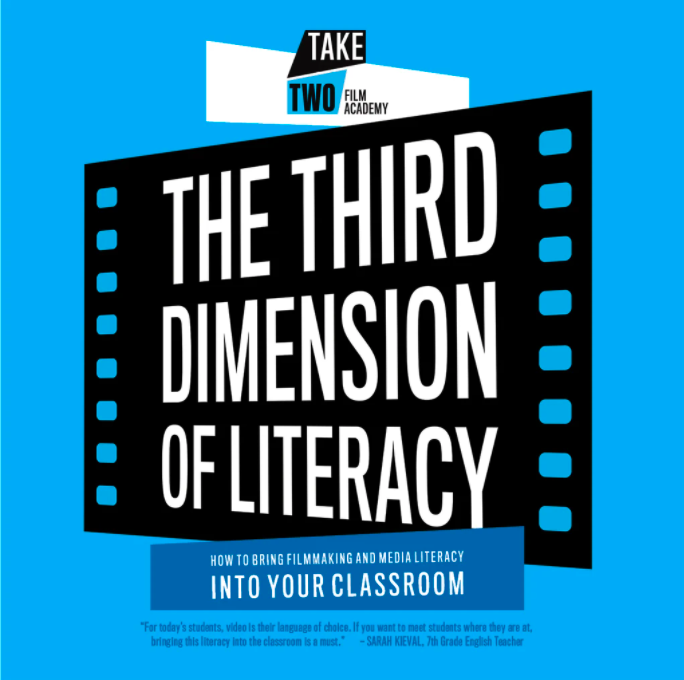 TAKE
TWO FILM
ACADEMY
THE THIRD
DIMENSION
OF LITERACY
HOW TO BRING FILMMAKING AND MEDIA LITERACY
INTO YOUR CLASSROOM
"For today's students, video is their language of choice. If you want to meet students where they are at,
bringing this literacy into the classroom is a must." – SARAH KIEVAL, 7th Grade English Teacher